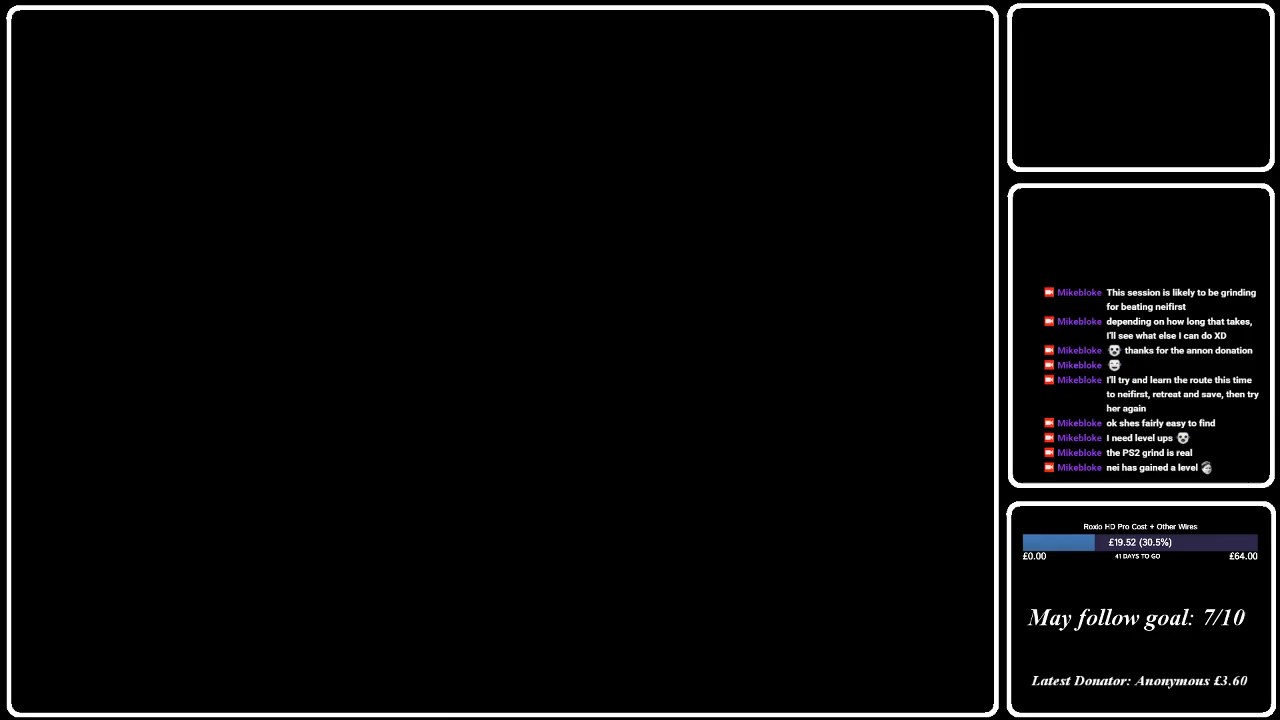 Mikebloke This session is likely to be grinding
for beating neifirst
Mikebloke depending on how long that takes,
I'll see what else I can do XD
Mikebloke thanks for the annon donation
Mikebloke
Mikebloke I'll try and learn the route this time
to neifirst, retreat and save, then try
her again
Mikebloke ok shes fairly easy to find
Mikebloke I need level ups
Mikebloke the PS2 grind is real
Mikebloke nei has gained a level
Roxio HD Pro Cost + Other Wires
£19.52 (30.5%)
£0.00 41 DAYS TO GO £64.00
May follow goal: 7/10
Latest Donator: Anonymous £3.60